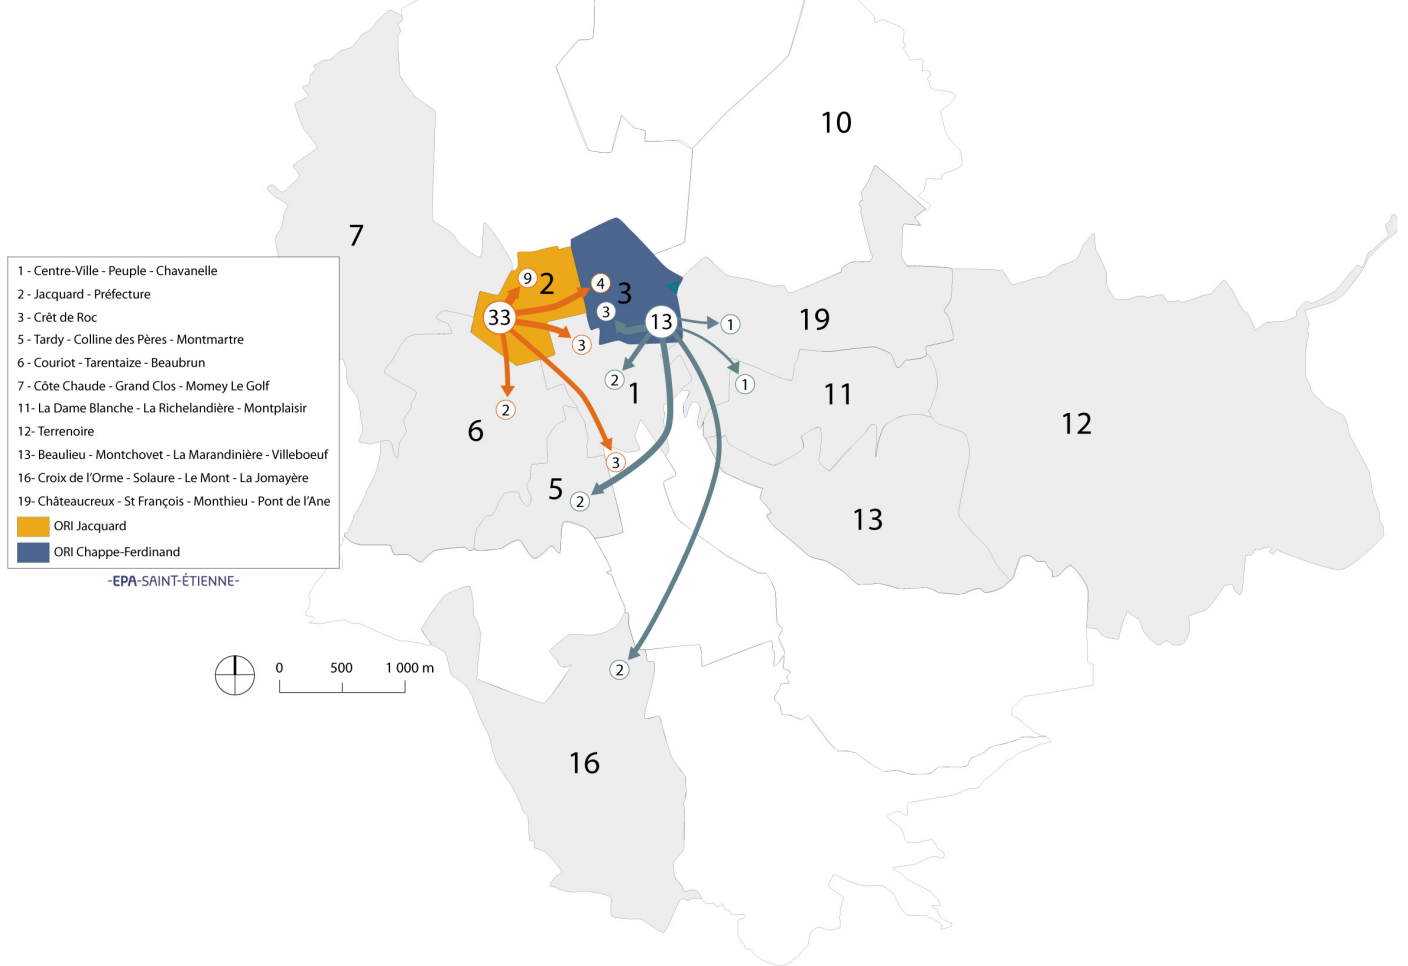 10
7
1 - Centre-Ville - Peuple - Chavanelle
2 - Jacquard - Préfecture
3 - Crêt de Roc
5 - Tardy - Colline des Pères - Montmartre
6 - Couriot - Tarentaize - Beaubrun
7 - Côte Chaude - Grand Clos - Momey Le Golf
11- La Dame Blanche - La Richelandière - Montplaisir
12- Terrenoire
13- Beaulieu - Montchovet - La Marandinière - Villeboeuf
16- Croix de l'Orme - Solaure - Le Mont - La Jomayère
19- Châteaucreux - St François - Monthieu - Pont de l'Ane
ORI Jacquard
ORI Chappe-Ferdinand
-EPA-SAINT-ÉTIENNE-
9
2
4
3
3
33
13
1
19
3
2
1
1
11
2
6
12
3
5
2
13
0
500
1 000 m
2
16